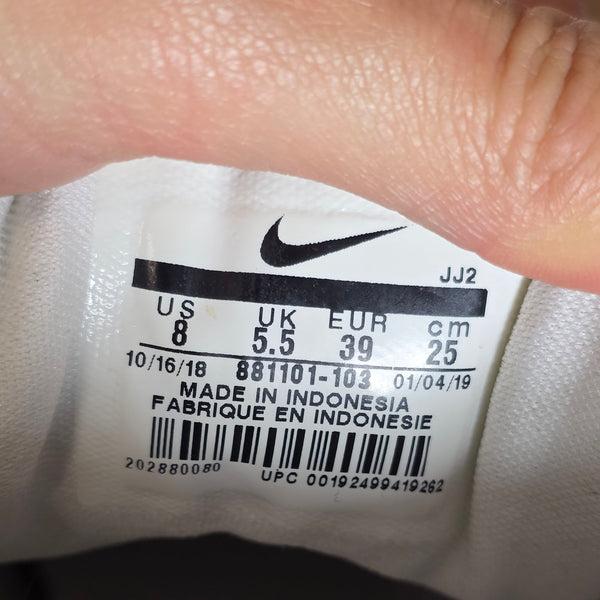 JJ2
US UK EUR cm
8 5.5 39 25
10/16/18 881101-103 01/04/19
MADE IN INDONESIA
FABRIQUE EN INDONESIE
202880080
UPC 00192499419262